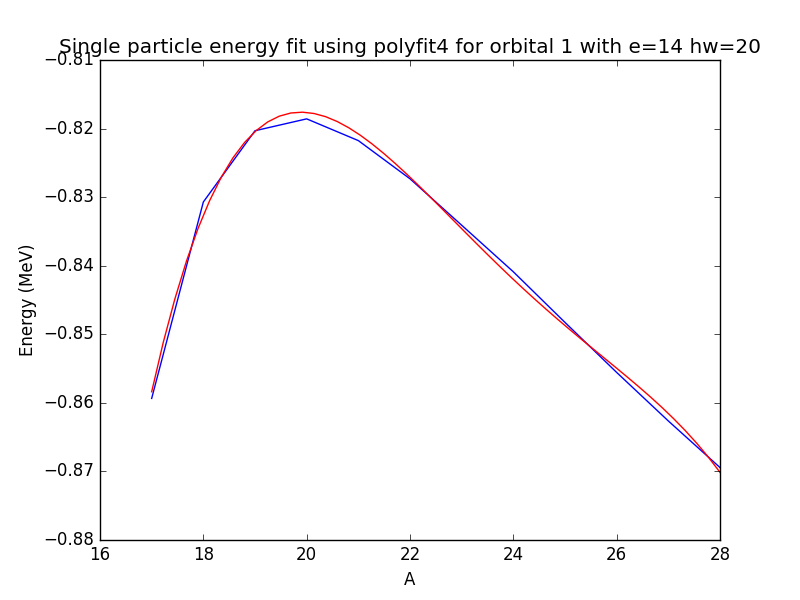 Single particle energy fit using polyfit4 for orbital 1 with e=14 hw=20
−0.81
−0.82
−0.83
−0.84
−0.85
−0.86
−0.87
−0.88
Energy (MeV)
16 18 20 22 24 26 28
A